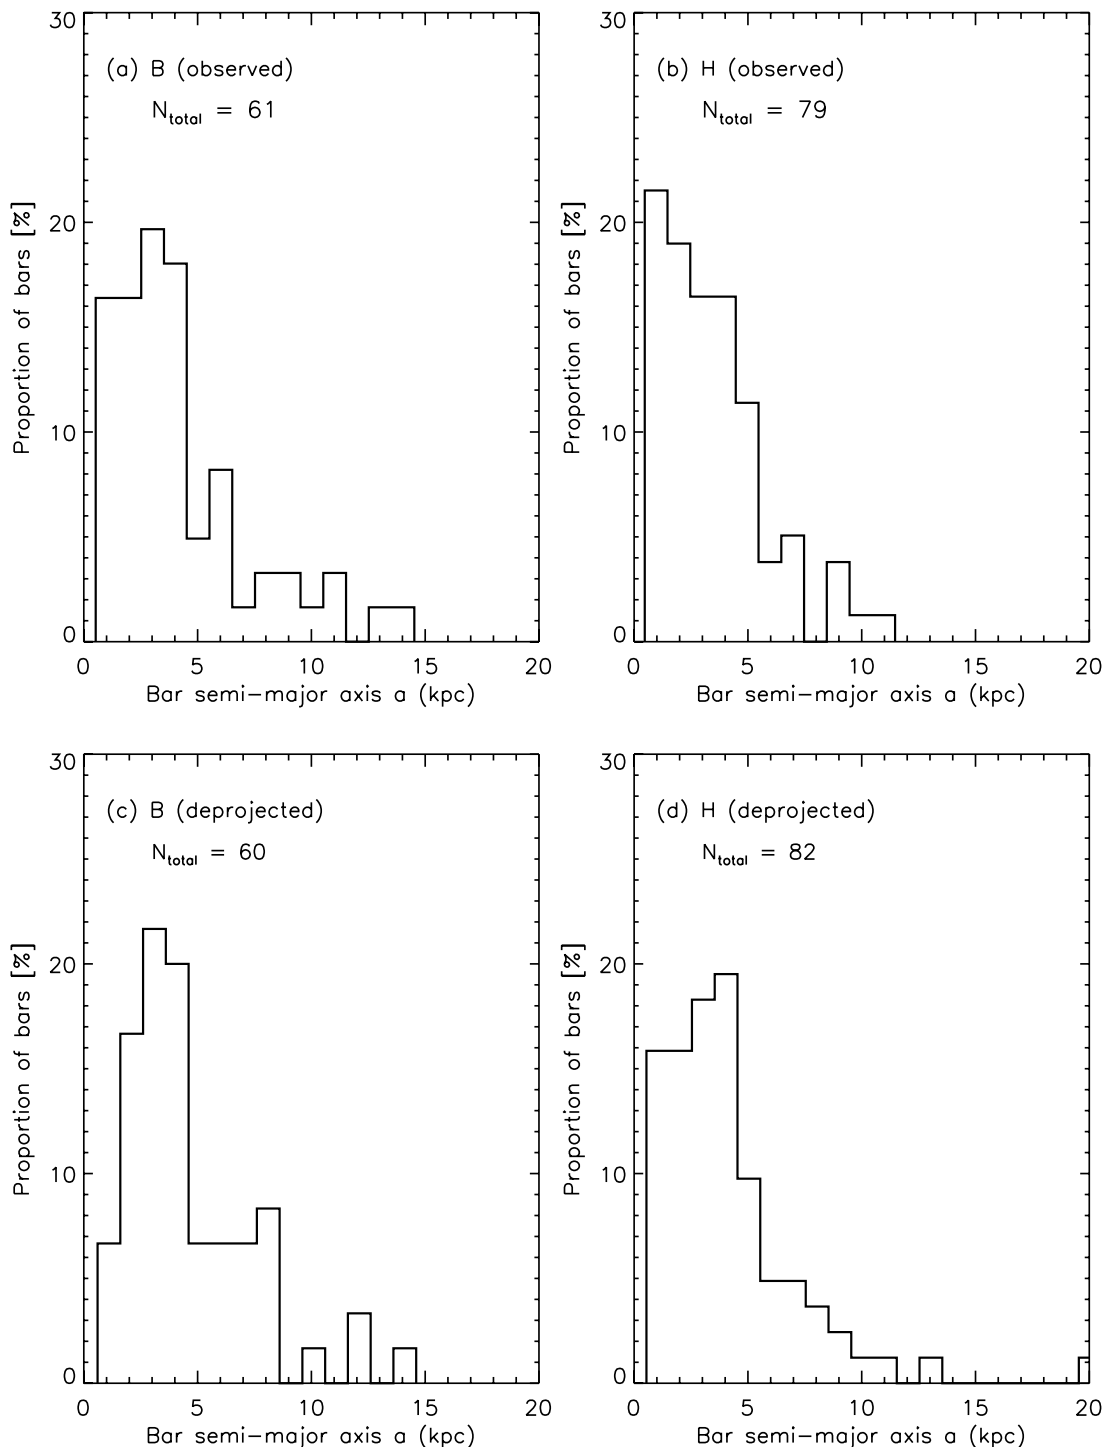 30
20
10
0
Proportion of bars [%]
(a) B (observed)
N_total = 61
0 5 10 15 20
Bar semi-major axis a (kpc)
30
20
10
0
Proportion of bars [%]
(b) H (observed)
N_total = 79
0 5 10 15 20
Bar semi-major axis a (kpc)
30
20
10
0
Proportion of bars [%]
(c) B (deprojected)
N_total = 60
0 5 10 15 20
Bar semi-major axis a (kpc)
30
20
10
0
Proportion of bars [%]
(d) H (deprojected)
N_total = 82
0 5 10 15 20
Bar semi-major axis a (kpc)